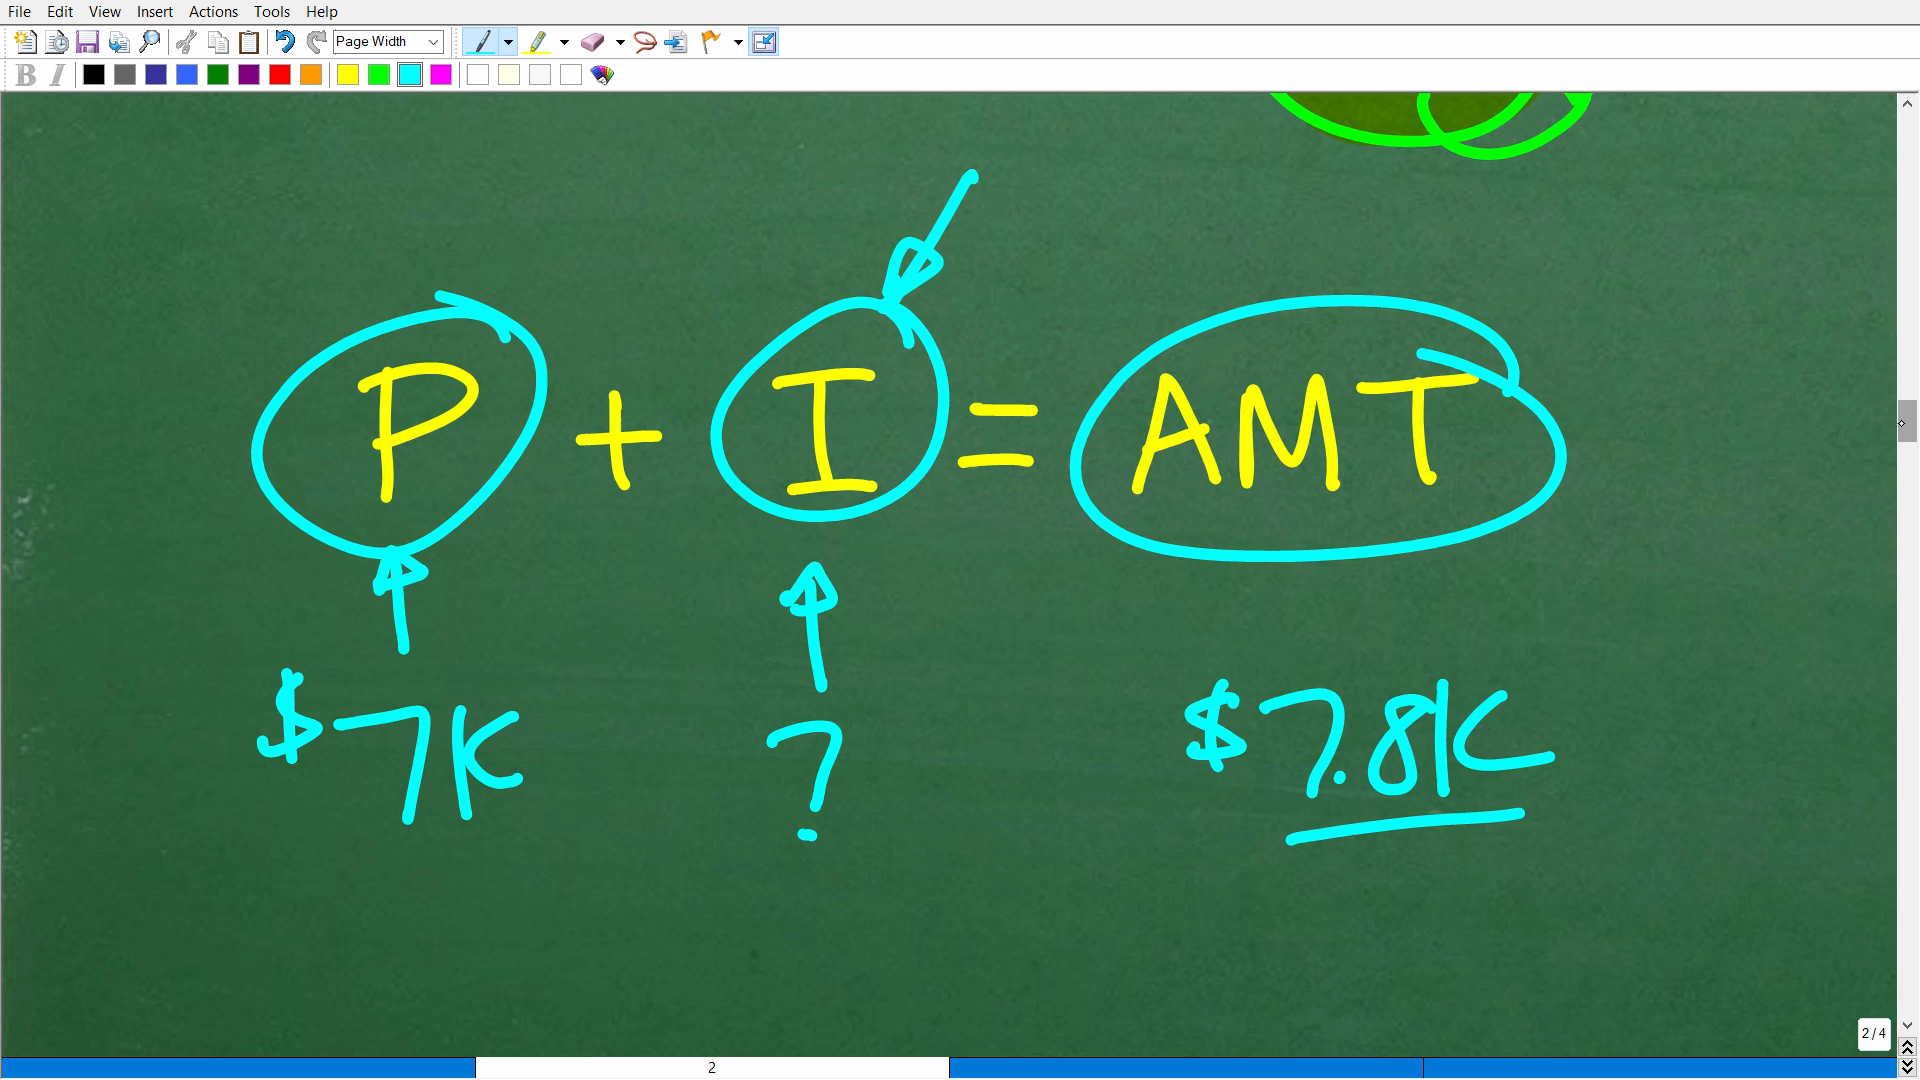 File Edit View Insert Actions Tools Help
Page Width
B I
P + I = AMT
$7K ? $7.8K
2 / 4
2